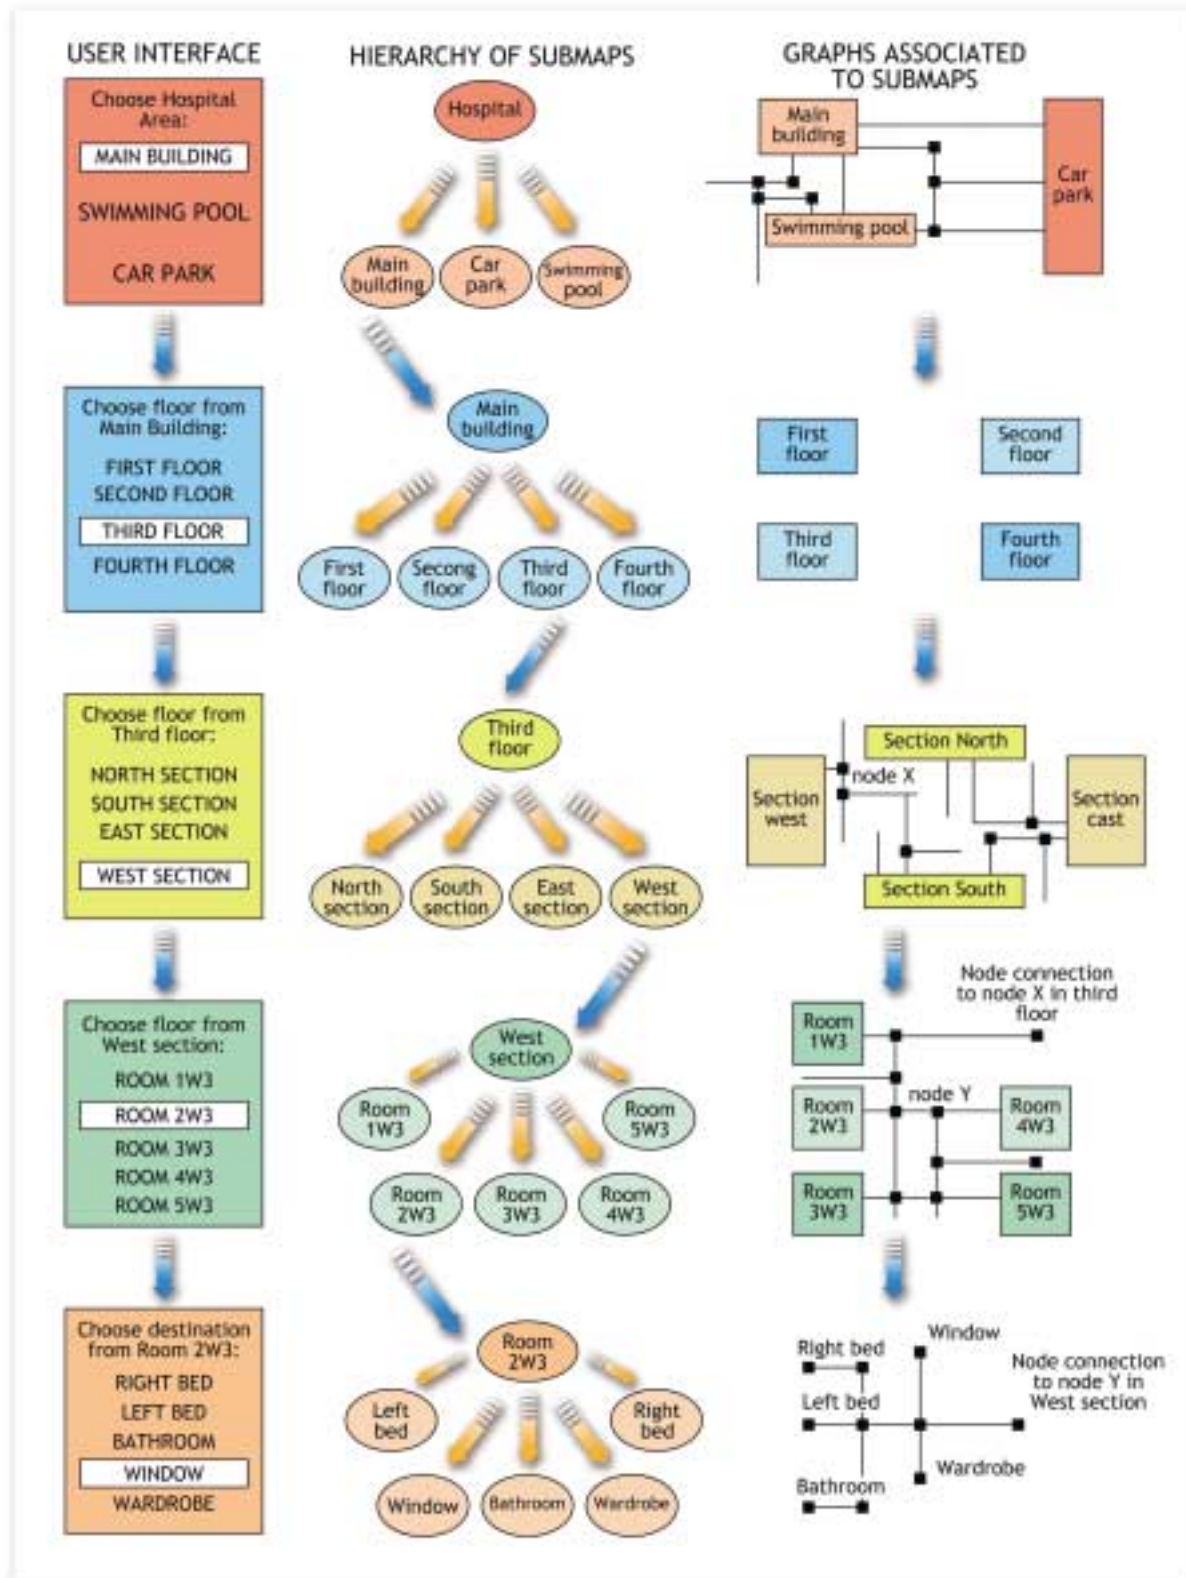 USER INTERFACE
HIERARCHY OF SUBMAPS
GRAPHS ASSOCIATED
TO SUBMAPS
Choose Hospital
Area:
MAIN BUILDING
SWIMMING POOL
CAR PARK
Hospital
Main
building
Car
park
Swimming
pool
Main
building
Car
park
Swimming pool
Choose floor from
Main Building:
FIRST FLOOR
SECOND FLOOR
THIRD FLOOR
FOURTH FLOOR
Main
building
First
floor
Secong
floor
Third
floor
Fourth
floor
First
floor
Second
floor
Third
floor
Fourth
floor
Choose floor from
Third floor:
NORTH SECTION
SOUTH SECTION
EAST SECTION
WEST SECTION
Third
floor
North
section
South
section
East
section
West
section
Section North
node X
Section
west
Section
cast
Section South
Choose floor from
West section:
ROOM 1W3
ROOM 2W3
ROOM 3W3
ROOM 4W3
ROOM 5W3
West
section
Room
1W3
Room
5W3
Room
2W3
Room
3W3
Room
4W3
Node connection
to node X in third
floor
Room
1W3
node Y
Room
2W3
Room
4W3
Room
3W3
Room
5W3
Choose destination
from Room 2W3:
RIGHT BED
LEFT BED
BATHROOM
WINDOW
WARDROBE
Room
2W3
Left
bed
Right
bed
Window
Bathroom
Wardrobe
Window
Right bed
Node connection
to node Y in
West section
Left bed
Wardrobe
Bathroom